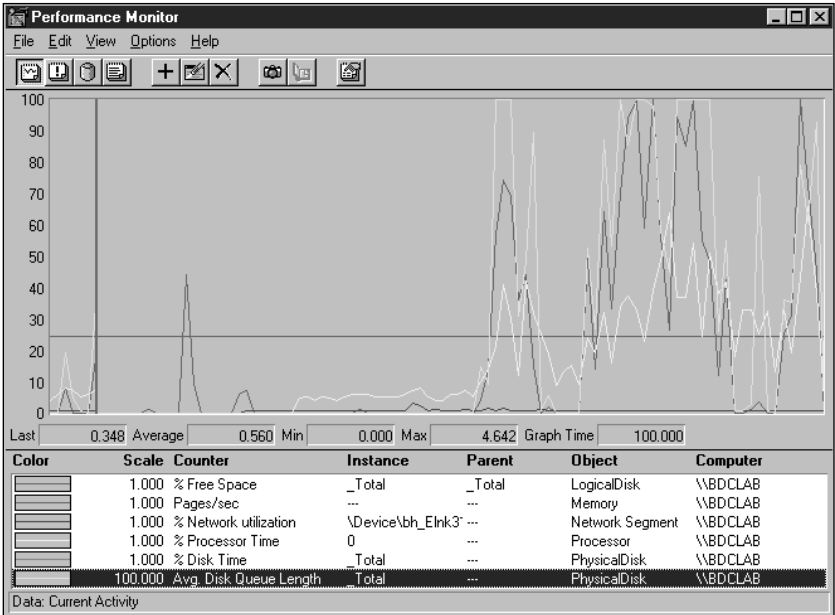 Performance Monitor
File Edit View Options Help
100
90
80
70
60
50
40
30
20
10
0
Last 0.348 Average 0.560 Min 0.000 Max 4.642 Graph Time 100.000
Color Scale Counter Instance Parent Object Computer
1.000 % Free Space _Total _Total LogicalDisk \\BDCLAB
1.000 Pages/sec --- --- Memory \\BDCLAB
1.000 % Network utilization \Device\bh_Elnk3 --- Network Segment \\BDCLAB
1.000 % Processor Time 0 --- Processor \\BDCLAB
1.000 % Disk Time _Total --- PhysicalDisk \\BDCLAB
100.000 Avg. Disk Queue Length _Total --- PhysicalDisk \\BDCLAB
Data: Current Activity